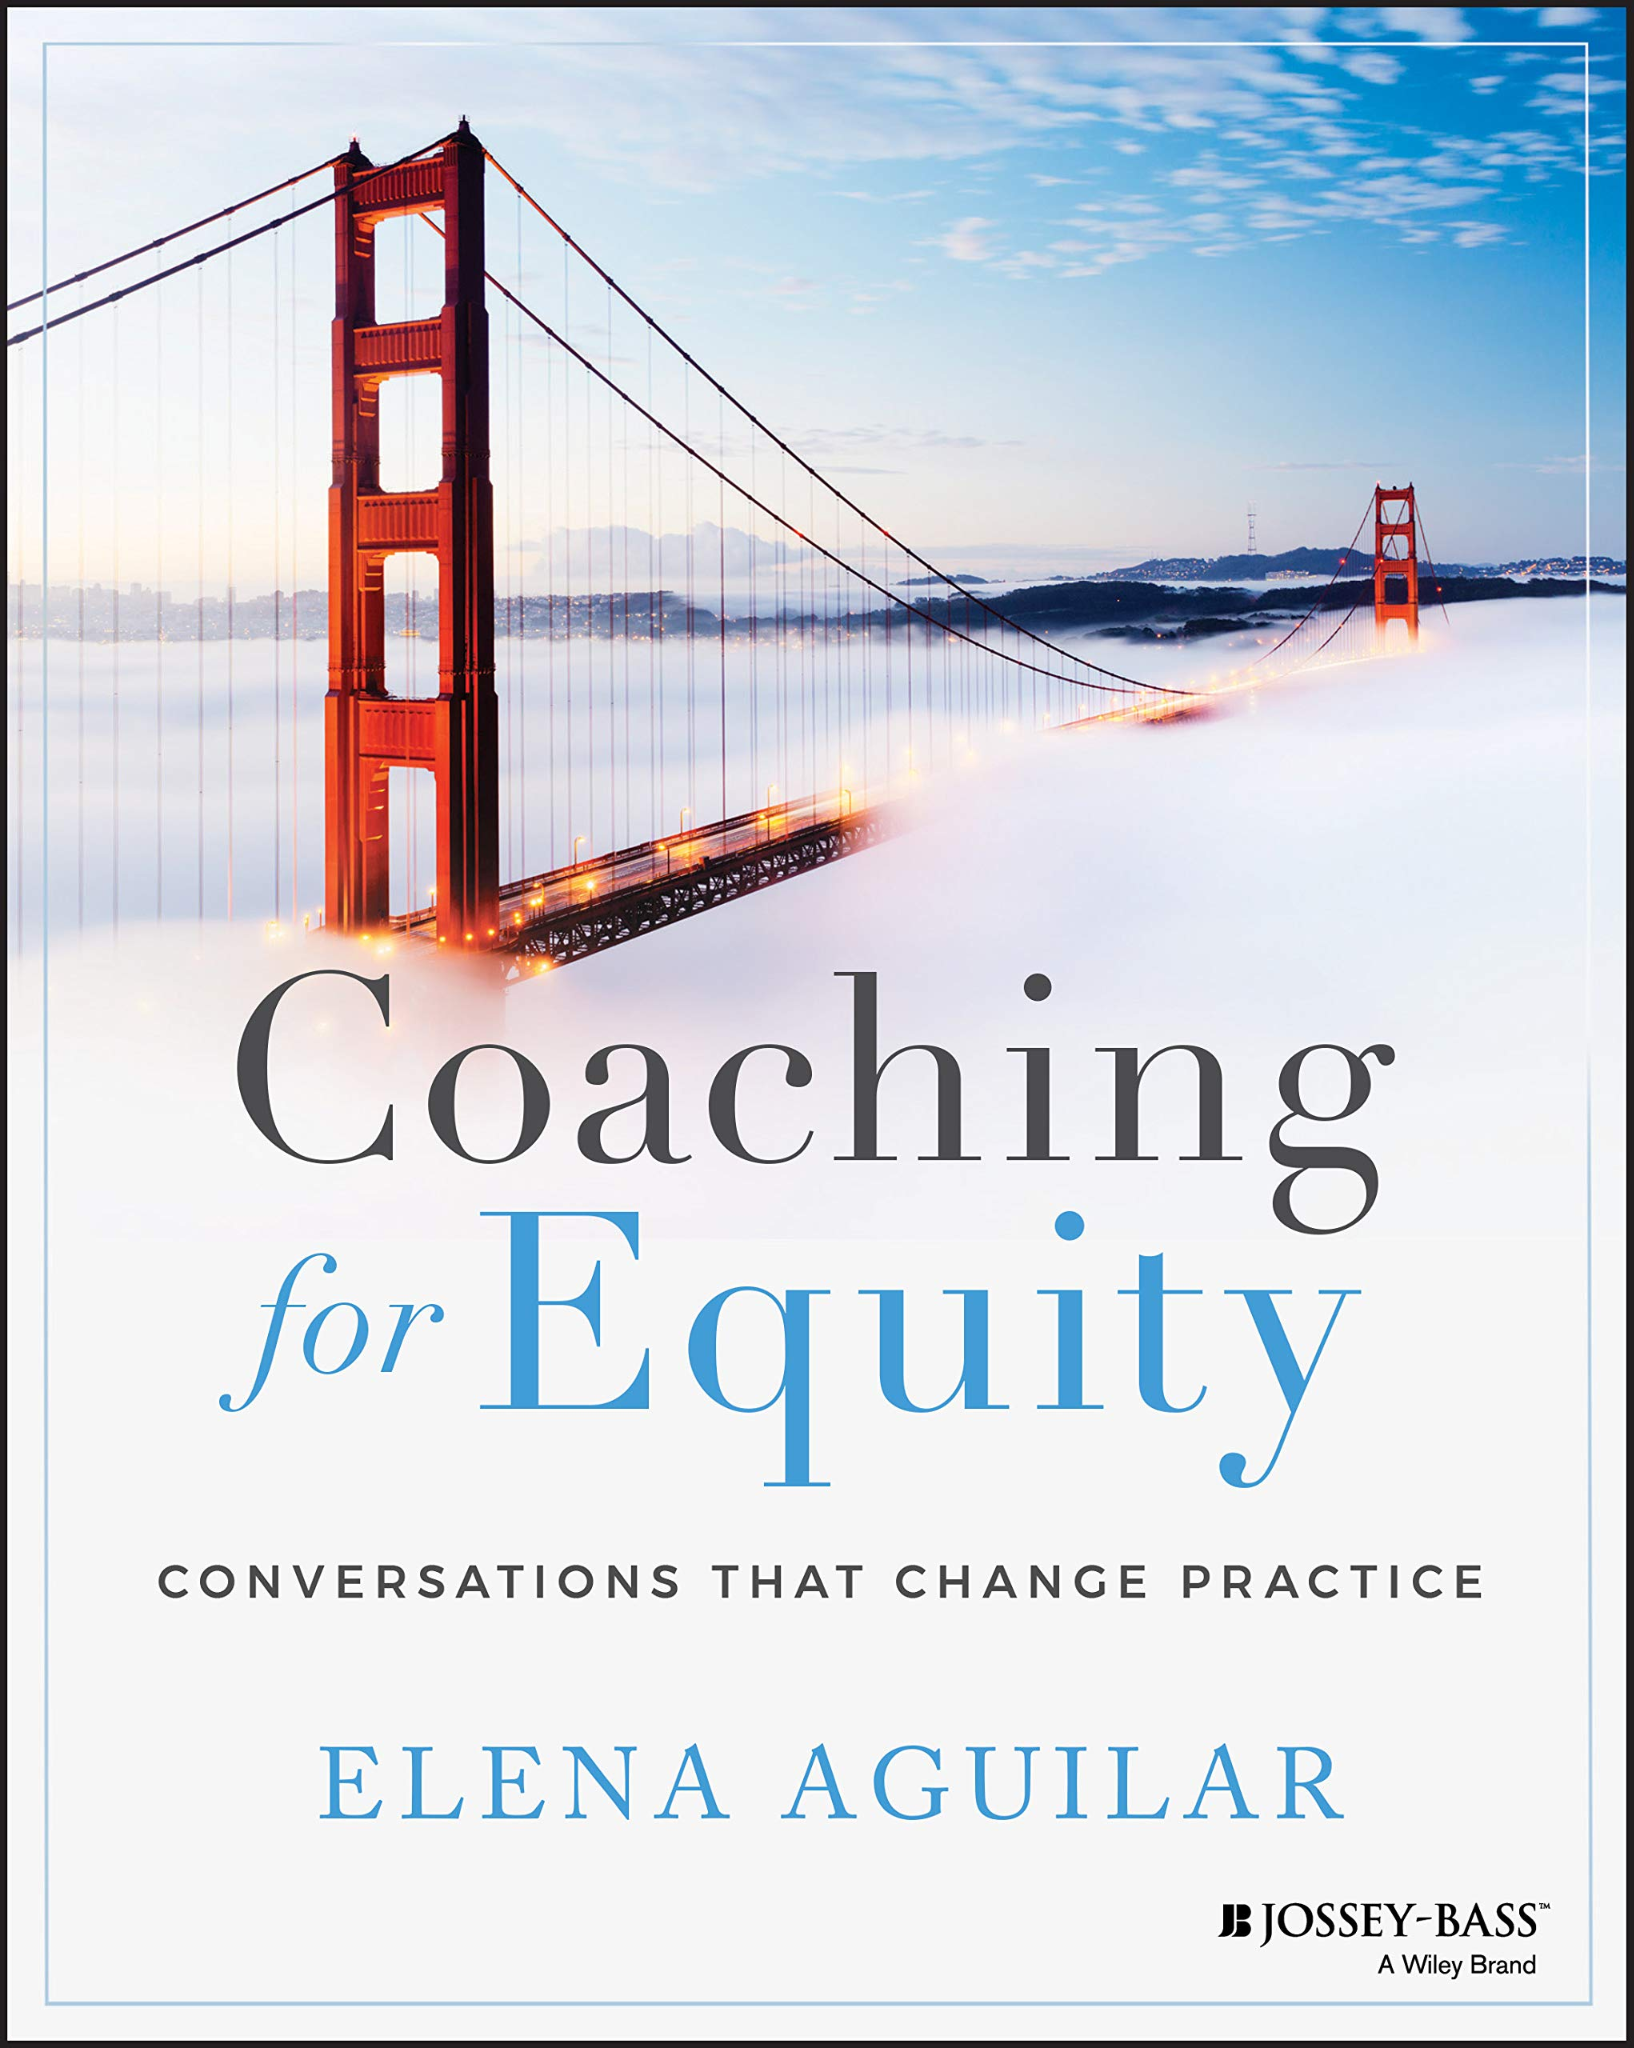 Coaching
for Equity
CONVERSATIONS THAT CHANGE PRACTICE
ELENA AGUILAR
JB JOSSEY-BASS™
A Wiley Brand